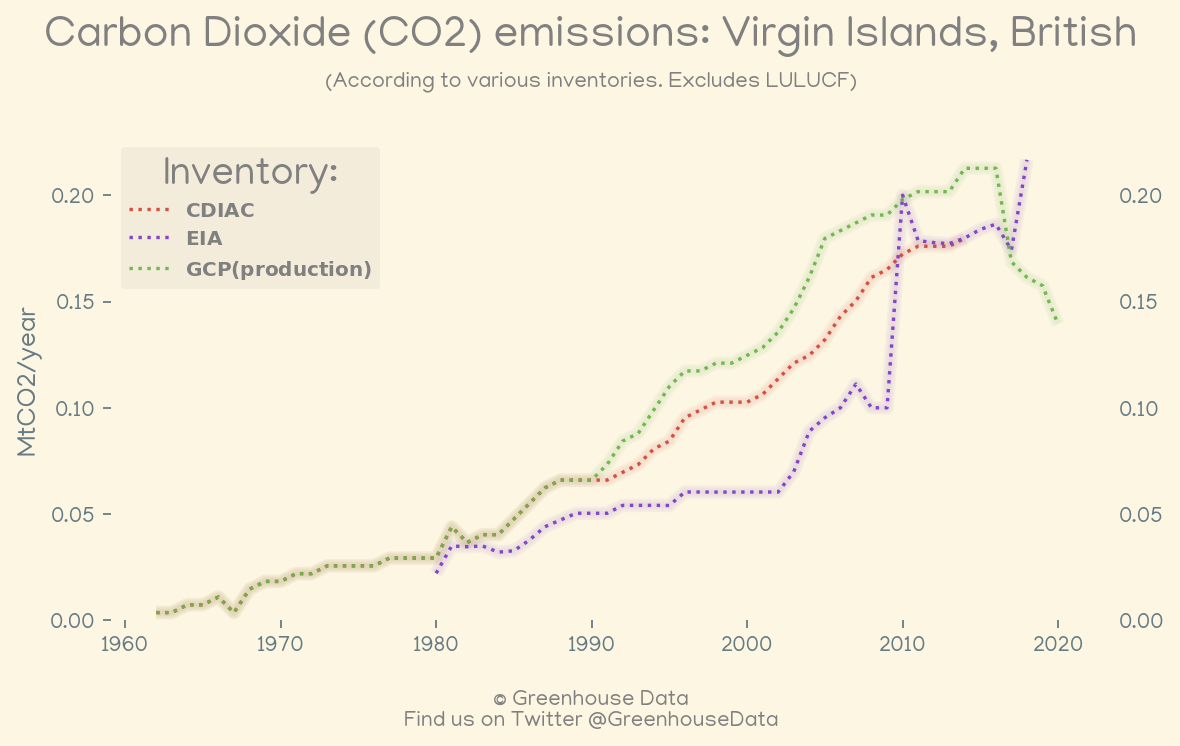 Carbon Dioxide (CO2) emissions: Virgin Islands, British
(According to various inventories. Excludes LULUCF)
Inventory:
CDIAC
EIA
GCP(production)
MtCO2/year
0.20
0.15
0.10
0.05
0.00
0.20
0.15
0.10
0.05
0.00
1960 1970 1980 1990 2000 2010 2020
© Greenhouse Data
Find us on Twitter @GreenhouseData